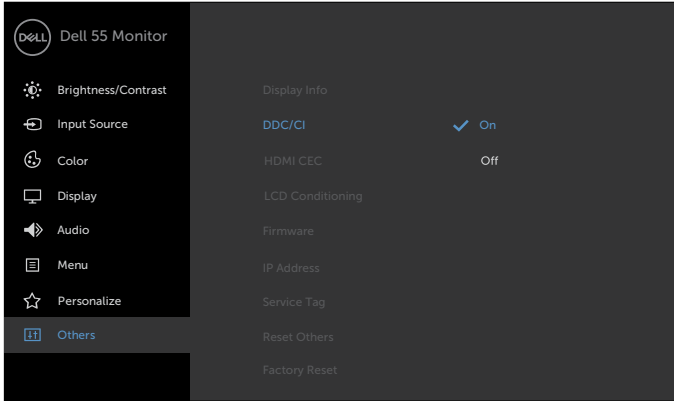 DELL Dell 55 Monitor
Brightness/Contrast
Display Info
Input Source
DDC/CI
On
Color
HDMI CEC
Off
Display
LCD Conditioning
Audio
Firmware
Menu
IP Address
Personalize
Service Tag
Others
Reset Others
Factory Reset